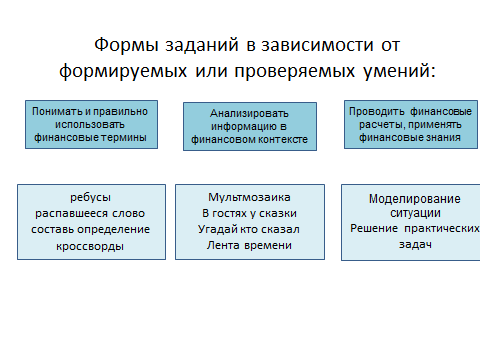 Формы заданий в зависимости от
формируемых или проверяемых умений:
Понимать и правильно
использовать
финансовые термины
Анализировать
информацию в
финансовом контексте
Проводить финансовые
расчеты, применять
финансовые знания
ребусы
распавшееся слово
составь определение
кроссворды
Мультмозаика
В гостях у сказки
Угадай кто сказал
Лента времени
Моделирование
ситуации
Решение практических
задач